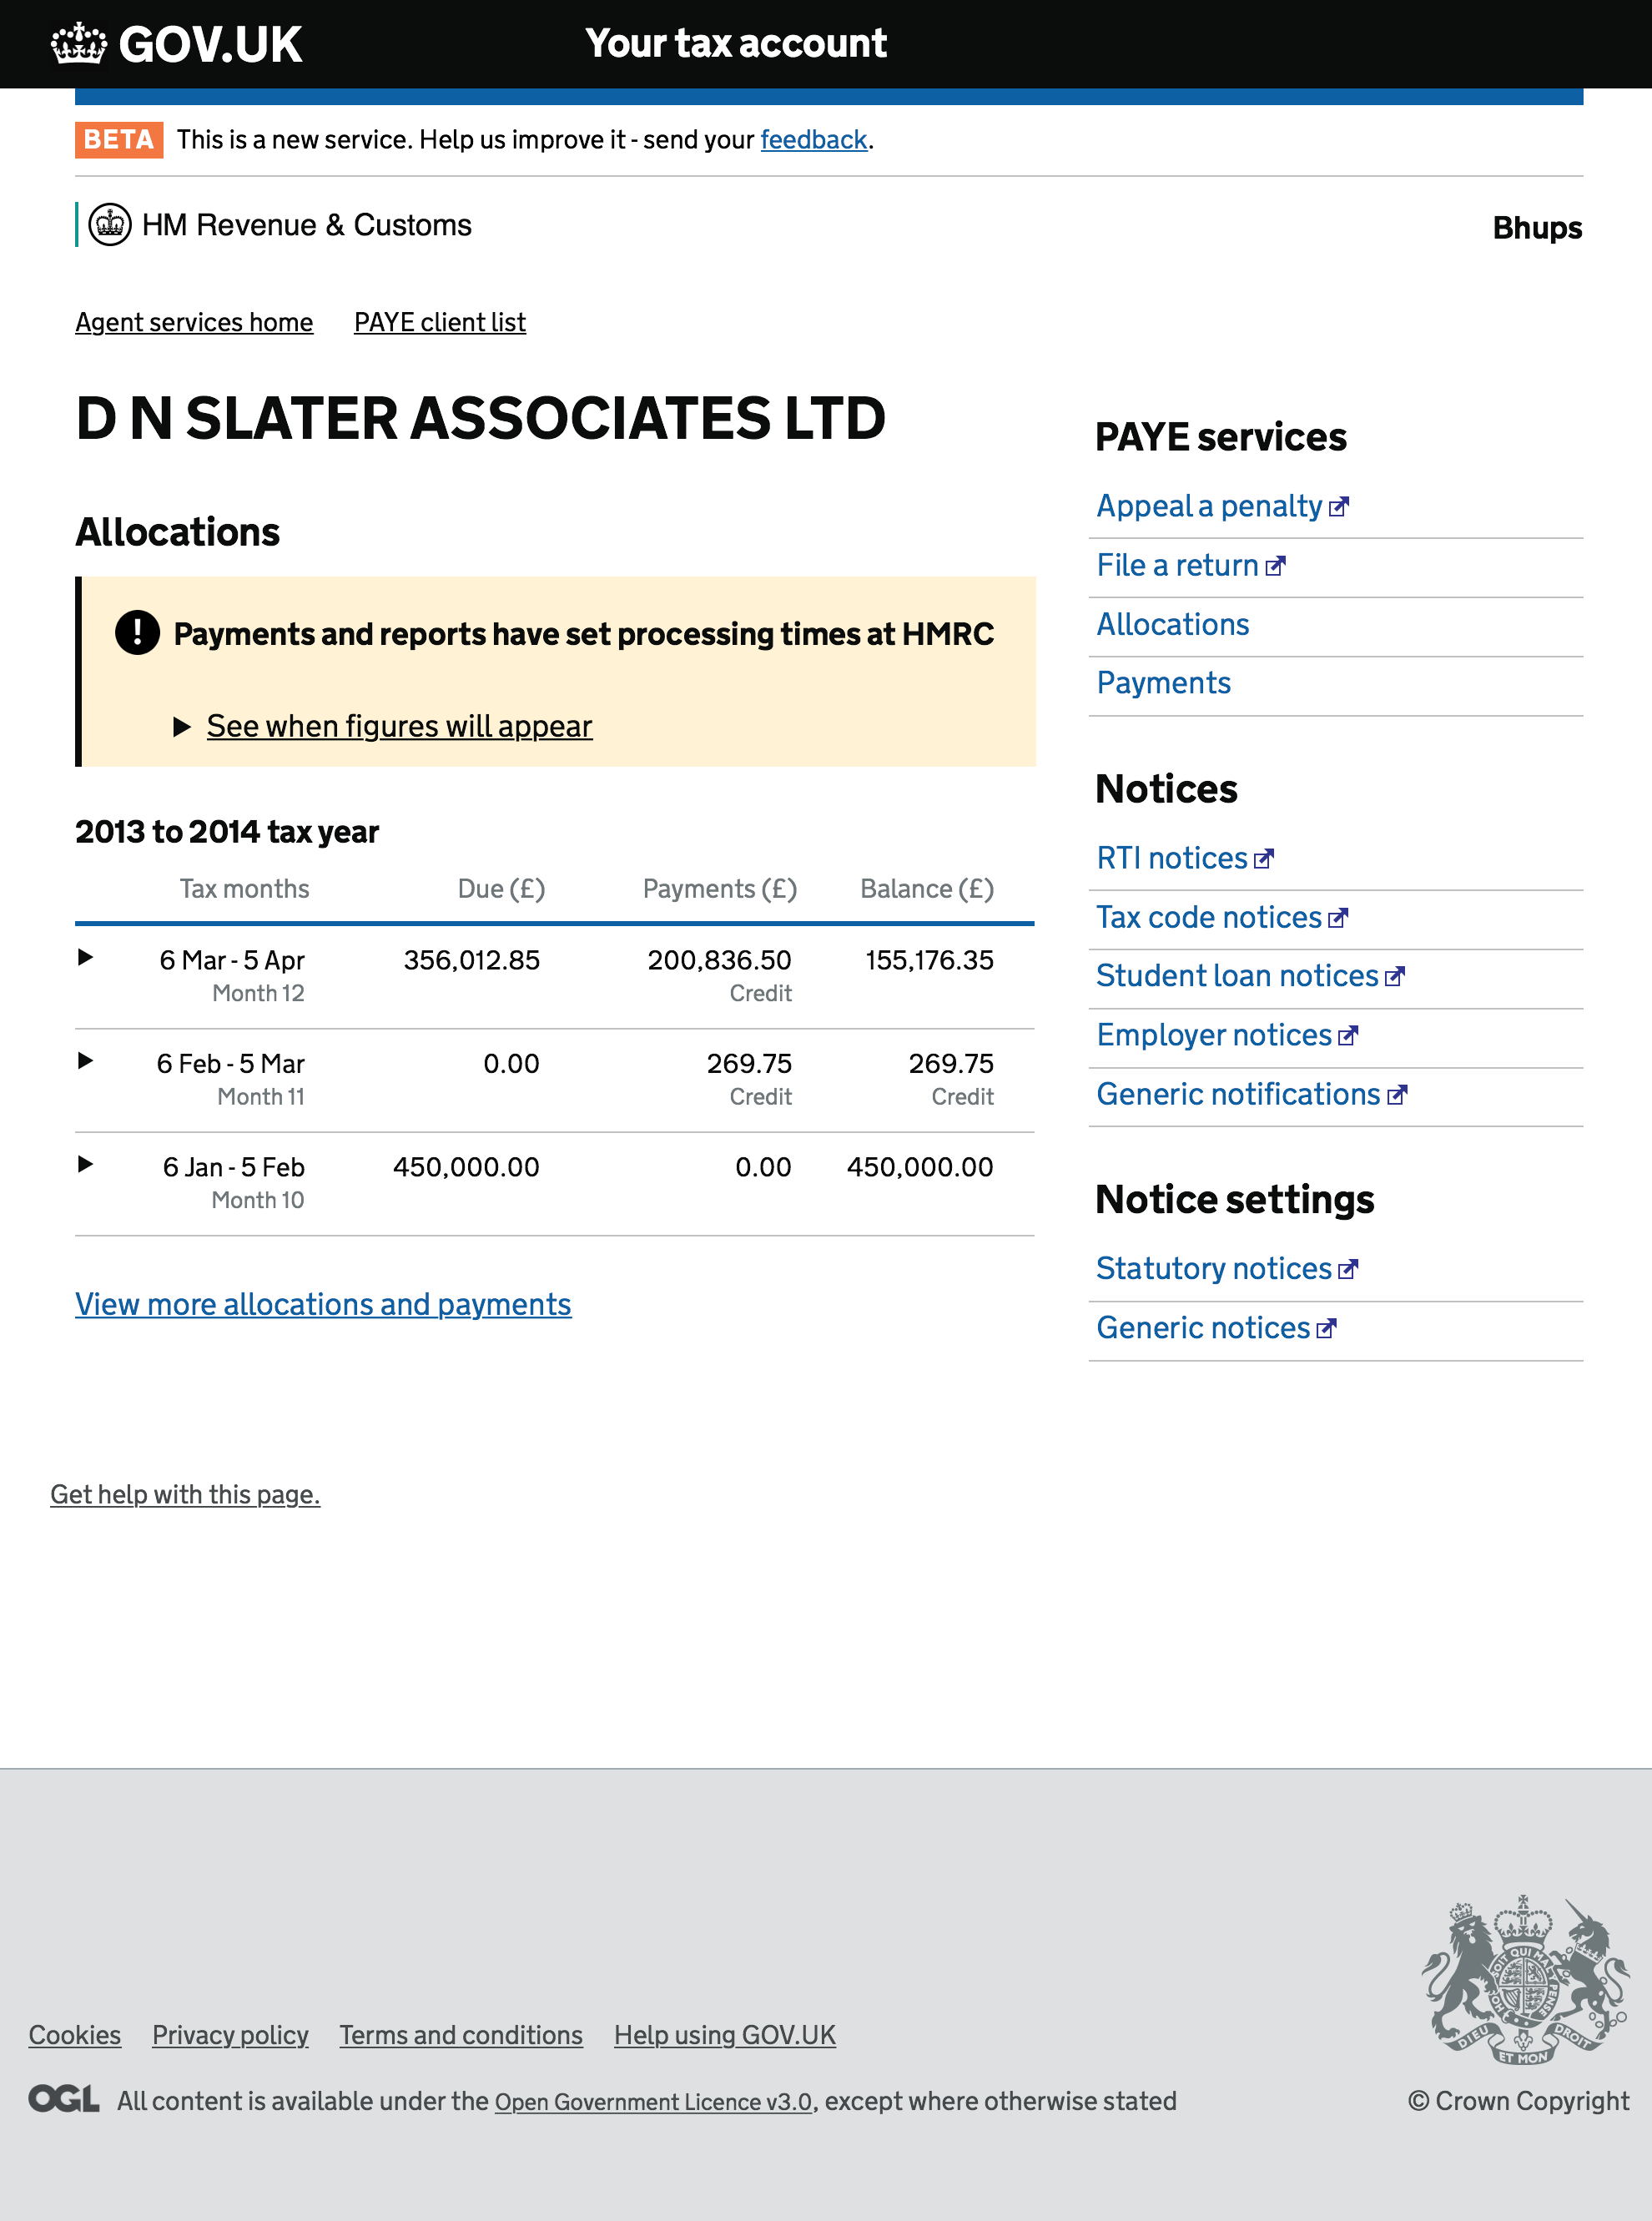 GOV.UK
Your tax account
BETA This is a new service. Help us improve it - send your feedback.
HM Revenue & Customs
Bhups
Agent services home PAYE client list
D N SLATER ASSOCIATES LTD
Allocations
! Payments and reports have set processing times at HMRC
See when figures will appear
2013 to 2014 tax year
Tax months Due (£) Payments (£) Balance (£)
6 Mar - 5 Apr 356,012.85 200,836.50 155,176.35
Month 12 Credit
6 Feb - 5 Mar 0.00 269.75 269.75
Month 11 Credit Credit
6 Jan - 5 Feb 450,000.00 0.00 450,000.00
Month 10
View more allocations and payments
PAYE services
Appeal a penalty
File a return
Allocations
Payments
Notices
RTI notices
Tax code notices
Student loan notices
Employer notices
Generic notifications
Notice settings
Statutory notices
Generic notices
Get help with this page.
Cookies Privacy policy Terms and conditions Help using GOV.UK
OGL All content is available under the Open Government Licence v3.0, except where otherwise stated
DIEU ET MON DROIT
© Crown Copyright